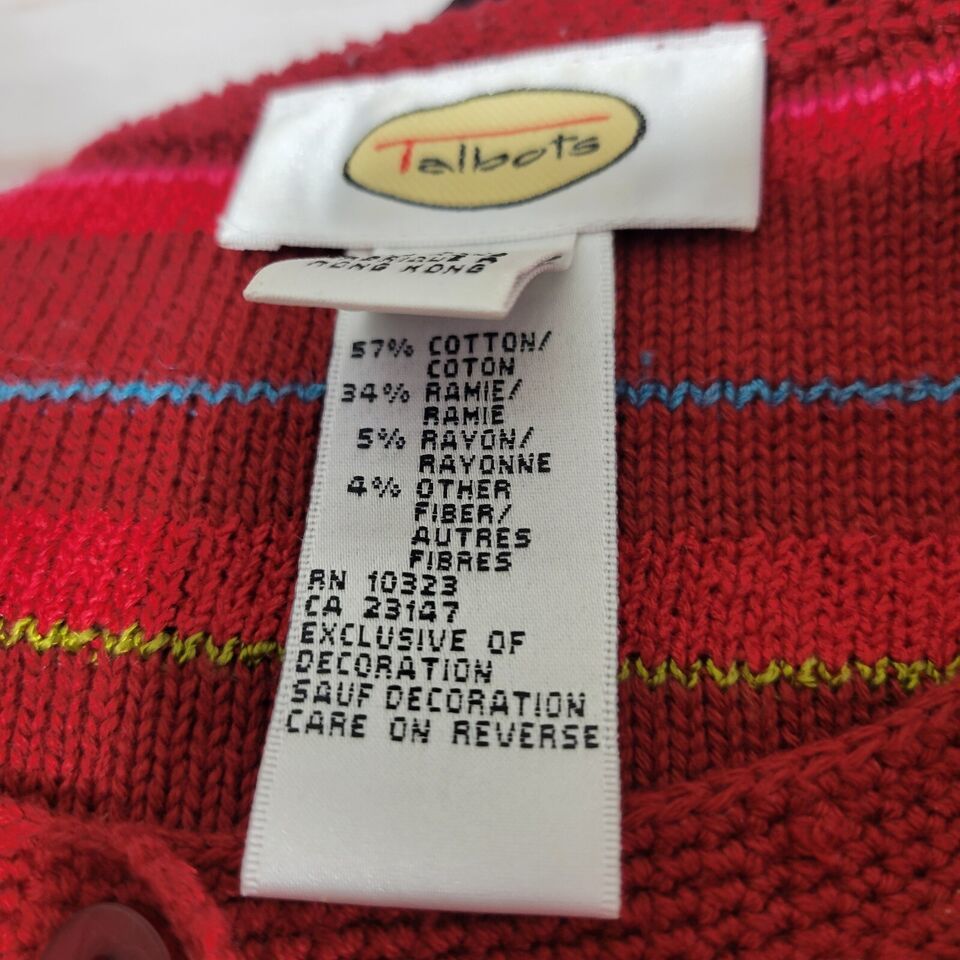 Talbots
HONG KONG
57% COTTON/
COTON
34% RAMIE/
RAMIE
5% RAYON/
RAYONNE
4% OTHER
FIBER/
AUTRES
FIBRES
RN 10323
CA 23147
EXCLUSIVE OF
DECORATION
SAUF DECORATION
CARE ON REVERSE